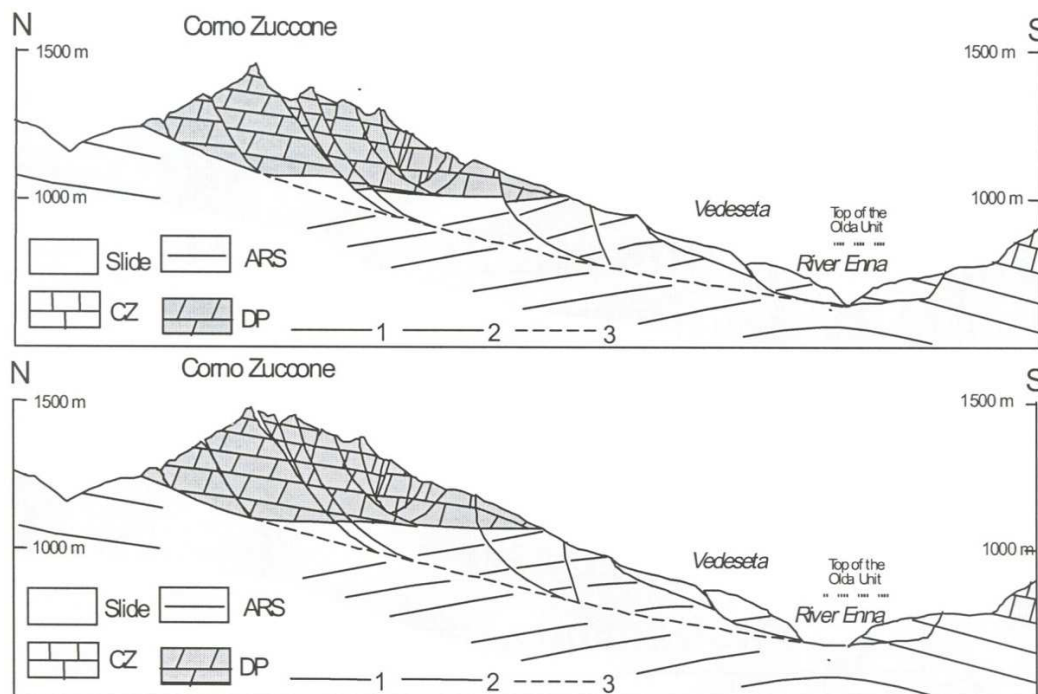 N
S
Corno Zuccone
1500 m
1500 m
1000 m
1000 m
Vedeseta
Top of the
Olda Unit
River Enna
Slide
ARS
CZ
DP
1
2
3
N
S
Corno Zuccone
1500 m
1500 m
1000 m
1000 m
Vedeseta
Top of the
Olda Unit
River Enna
Slide
ARS
CZ
DP
1
2
3